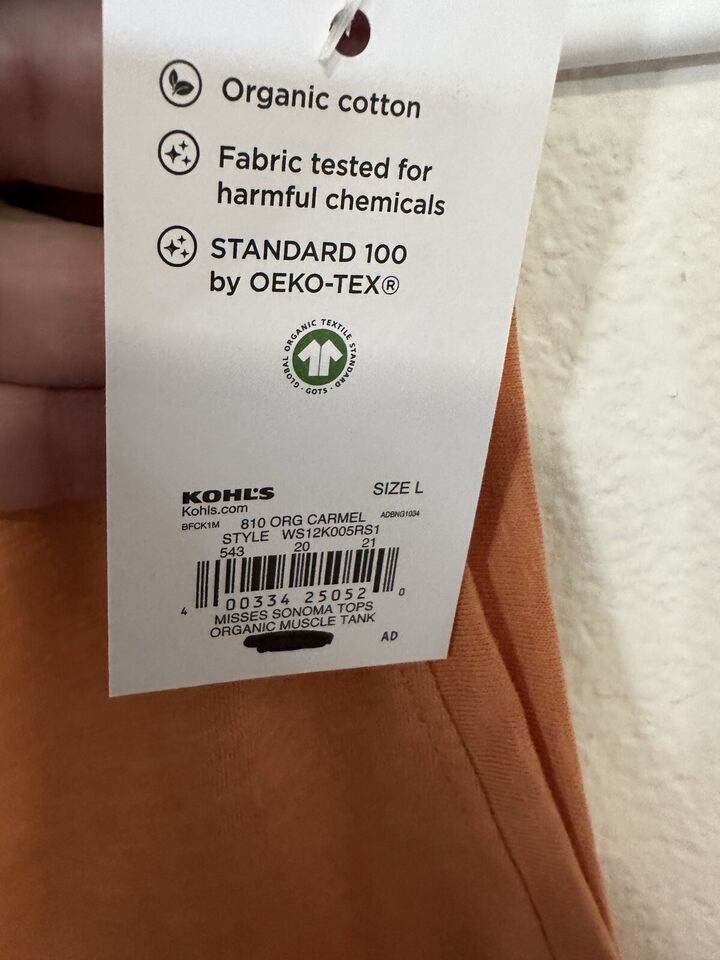 Organic cotton
Fabric tested for
harmful chemicals
STANDARD 100
by OEKO-TEX®
GLOBAL ORGANIC TEXTILE STANDARD · GOTS ·
KOHL'S SIZE L
Kohls.com
BFCK1M 810 ORG CARMEL ADBNG1034
STYLE WS12K005RS1
543 20 21
4 00334 25052 0
MISSES SONOMA TOPS
ORGANIC MUSCLE TANK
AD